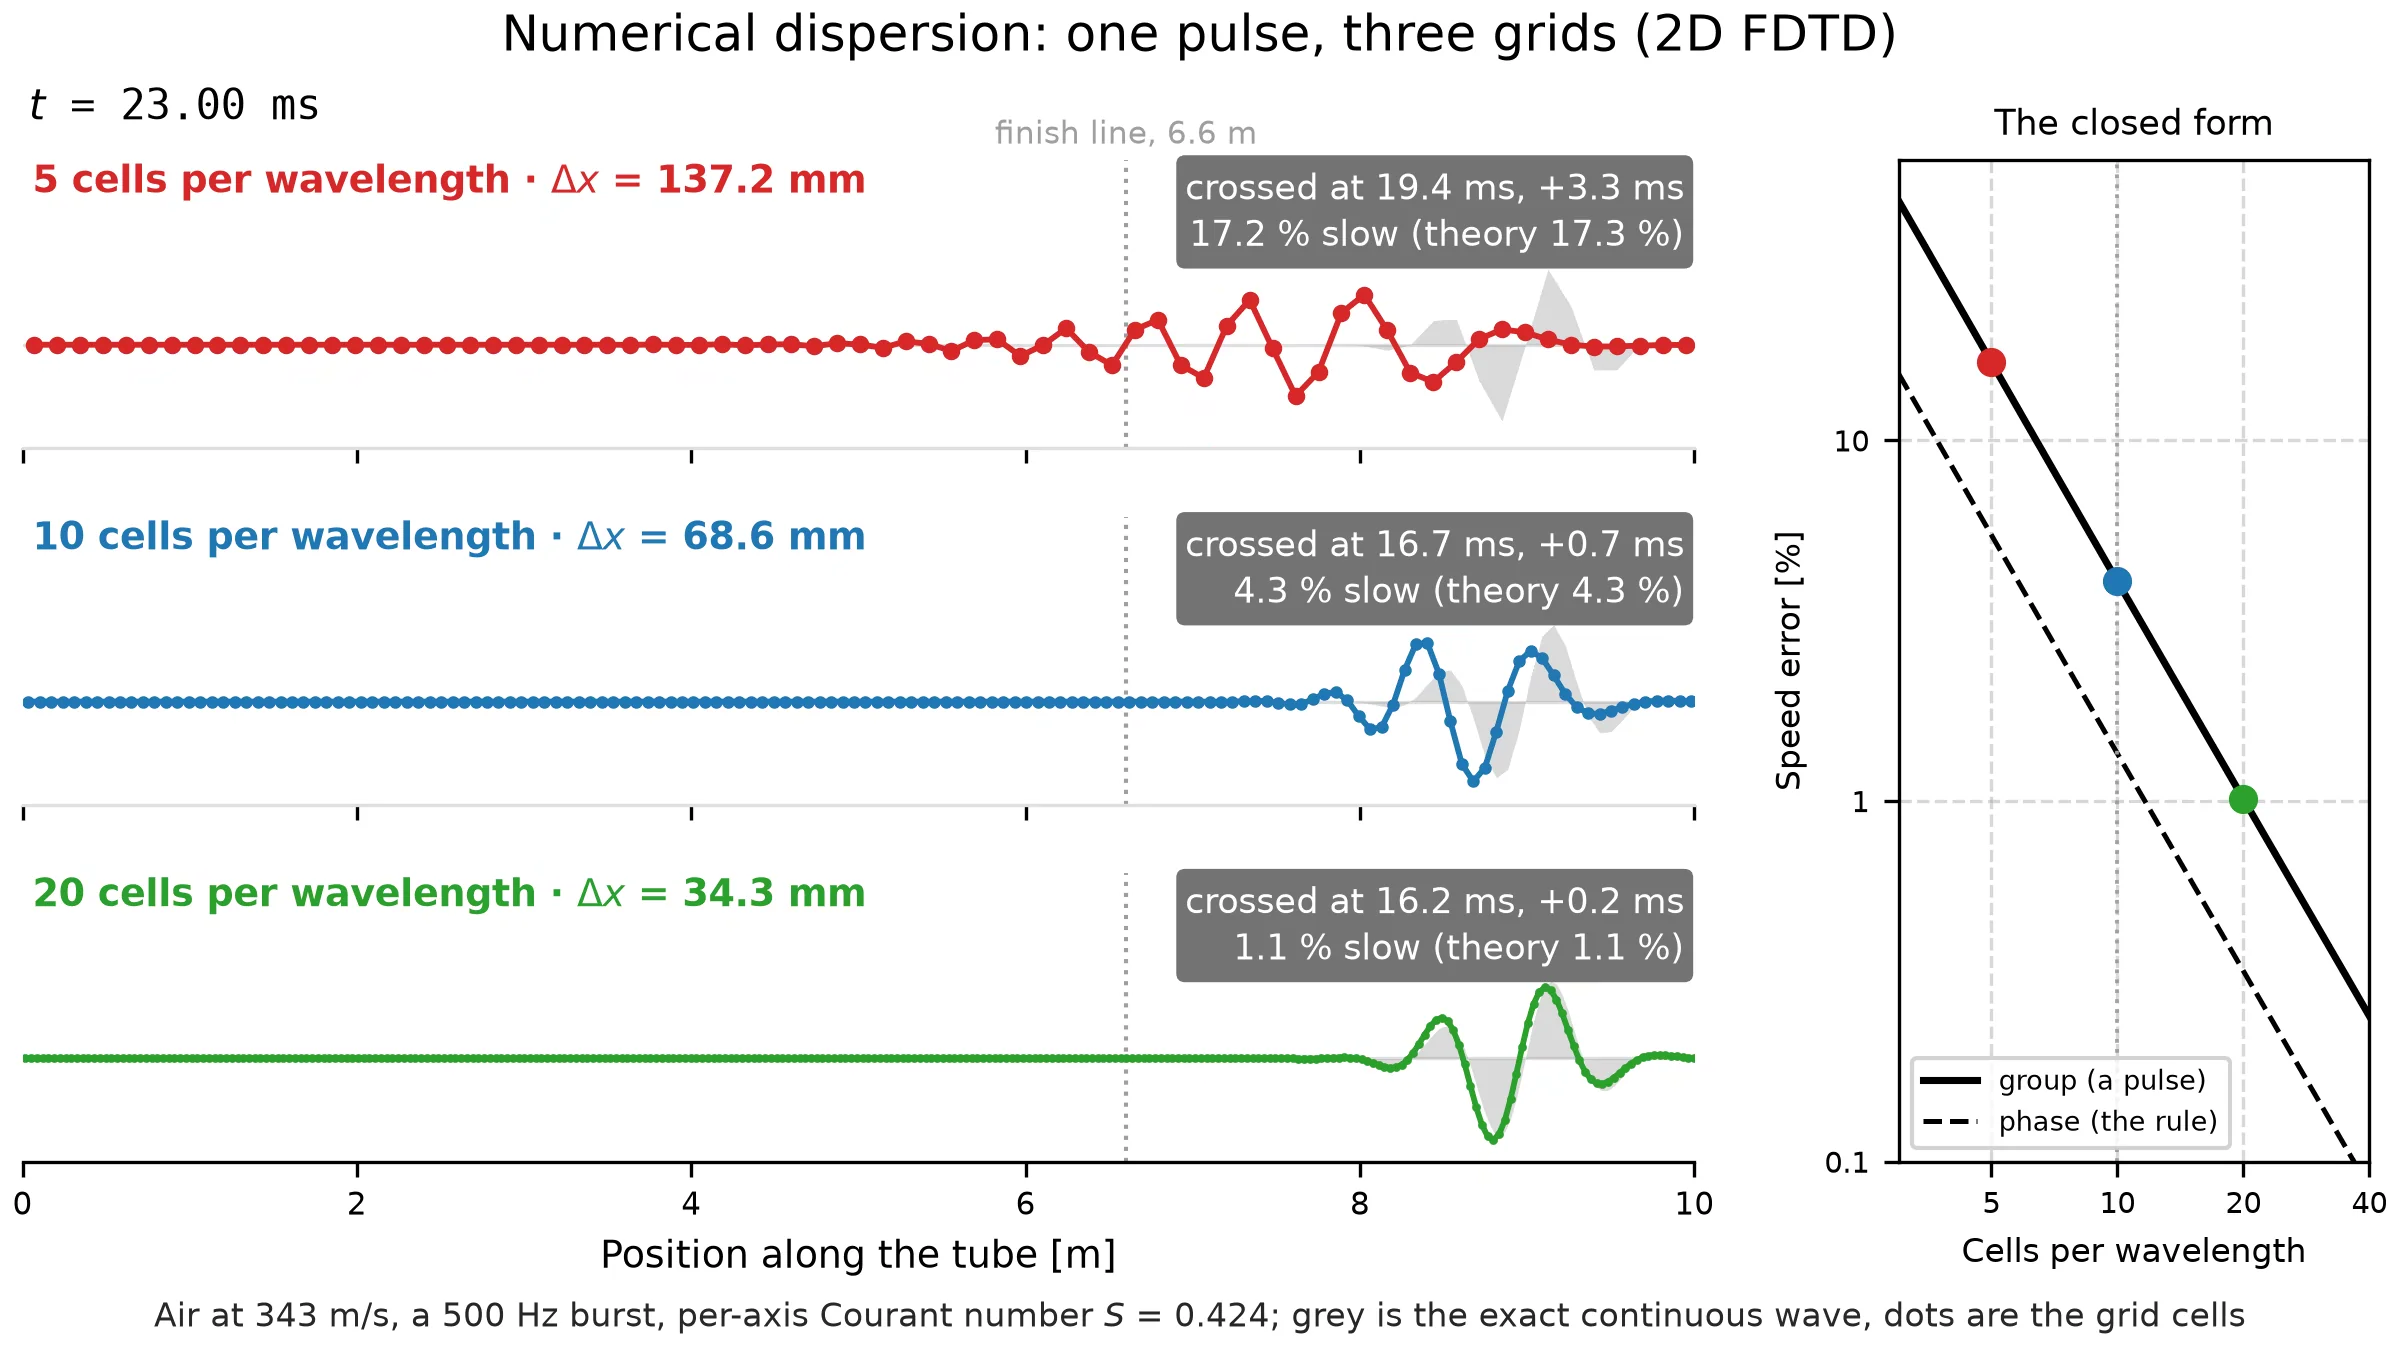 Numerical dispersion: one pulse, three grids (2D FDTD)
t = 23.00 ms
finish line, 6.6 m
5 cells per wavelength · Δx = 137.2 mm
crossed at 19.4 ms, +3.3 ms
17.2 % slow (theory 17.3 %)
10 cells per wavelength · Δx = 68.6 mm
crossed at 16.7 ms, +0.7 ms
4.3 % slow (theory 4.3 %)
20 cells per wavelength · Δx = 34.3 mm
crossed at 16.2 ms, +0.2 ms
1.1 % slow (theory 1.1 %)
0 2 4 6 8 10
Position along the tube [m]
The closed form
Speed error [%]
10
1
0.1
group (a pulse)
phase (the rule)
5 10 20 40
Cells per wavelength
Air at 343 m/s, a 500 Hz burst, per-axis Courant number S = 0.424; grey is the exact continuous wave, dots are the grid cells